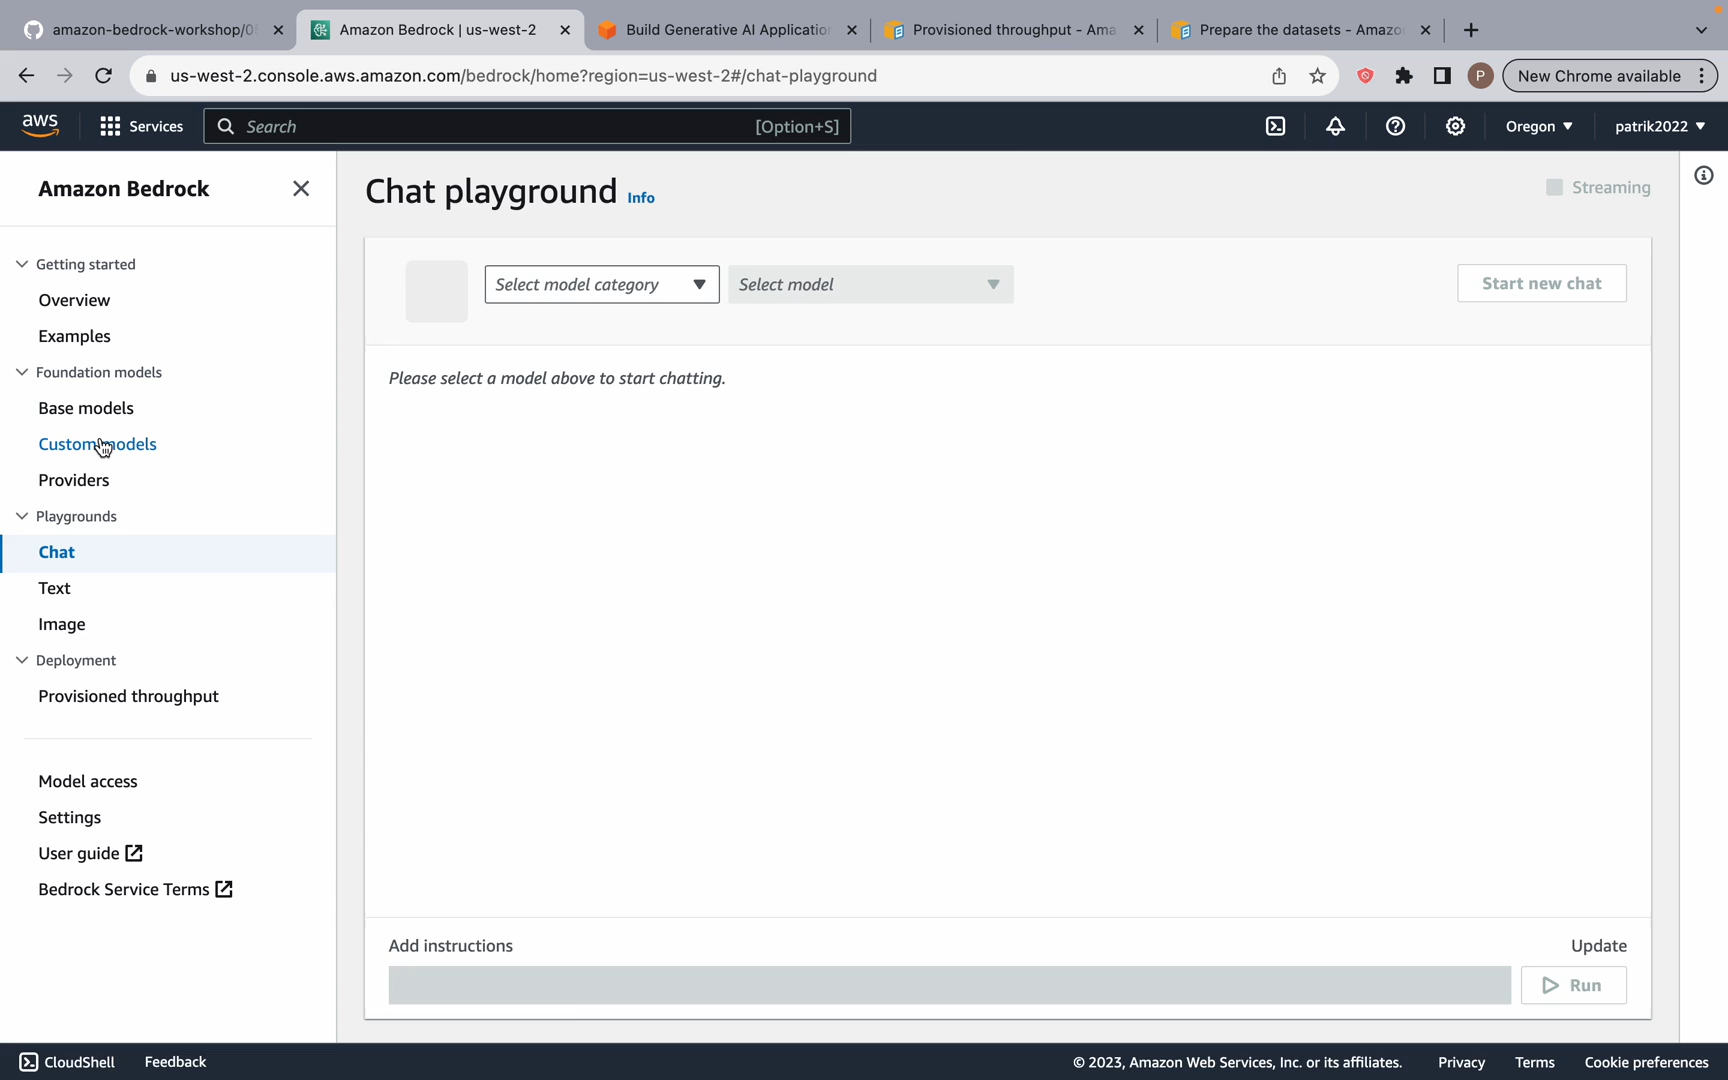 amazon-bedrock-workshop/0
Amazon Bedrock | us-west-2
Build Generative AI Application
Provisioned throughput - Ama
Prepare the datasets - Amazo
us-west-2.console.aws.amazon.com/bedrock/home?region=us-west-2#/chat-playground
P
New Chrome available
aws
Services
Search
[Option+S]
Oregon
patrik2022
Amazon Bedrock
Getting started
Overview
Examples
Foundation models
Base models
Custom models
Providers
Playgrounds
Chat
Text
Image
Deployment
Provisioned throughput
Model access
Settings
User guide
Bedrock Service Terms
Chat playground Info
Streaming
Select model category
Select model
Start new chat
Please select a model above to start chatting.
Add instructions
Update
Run
CloudShell
Feedback
© 2023, Amazon Web Services, Inc. or its affiliates.
Privacy
Terms
Cookie preferences